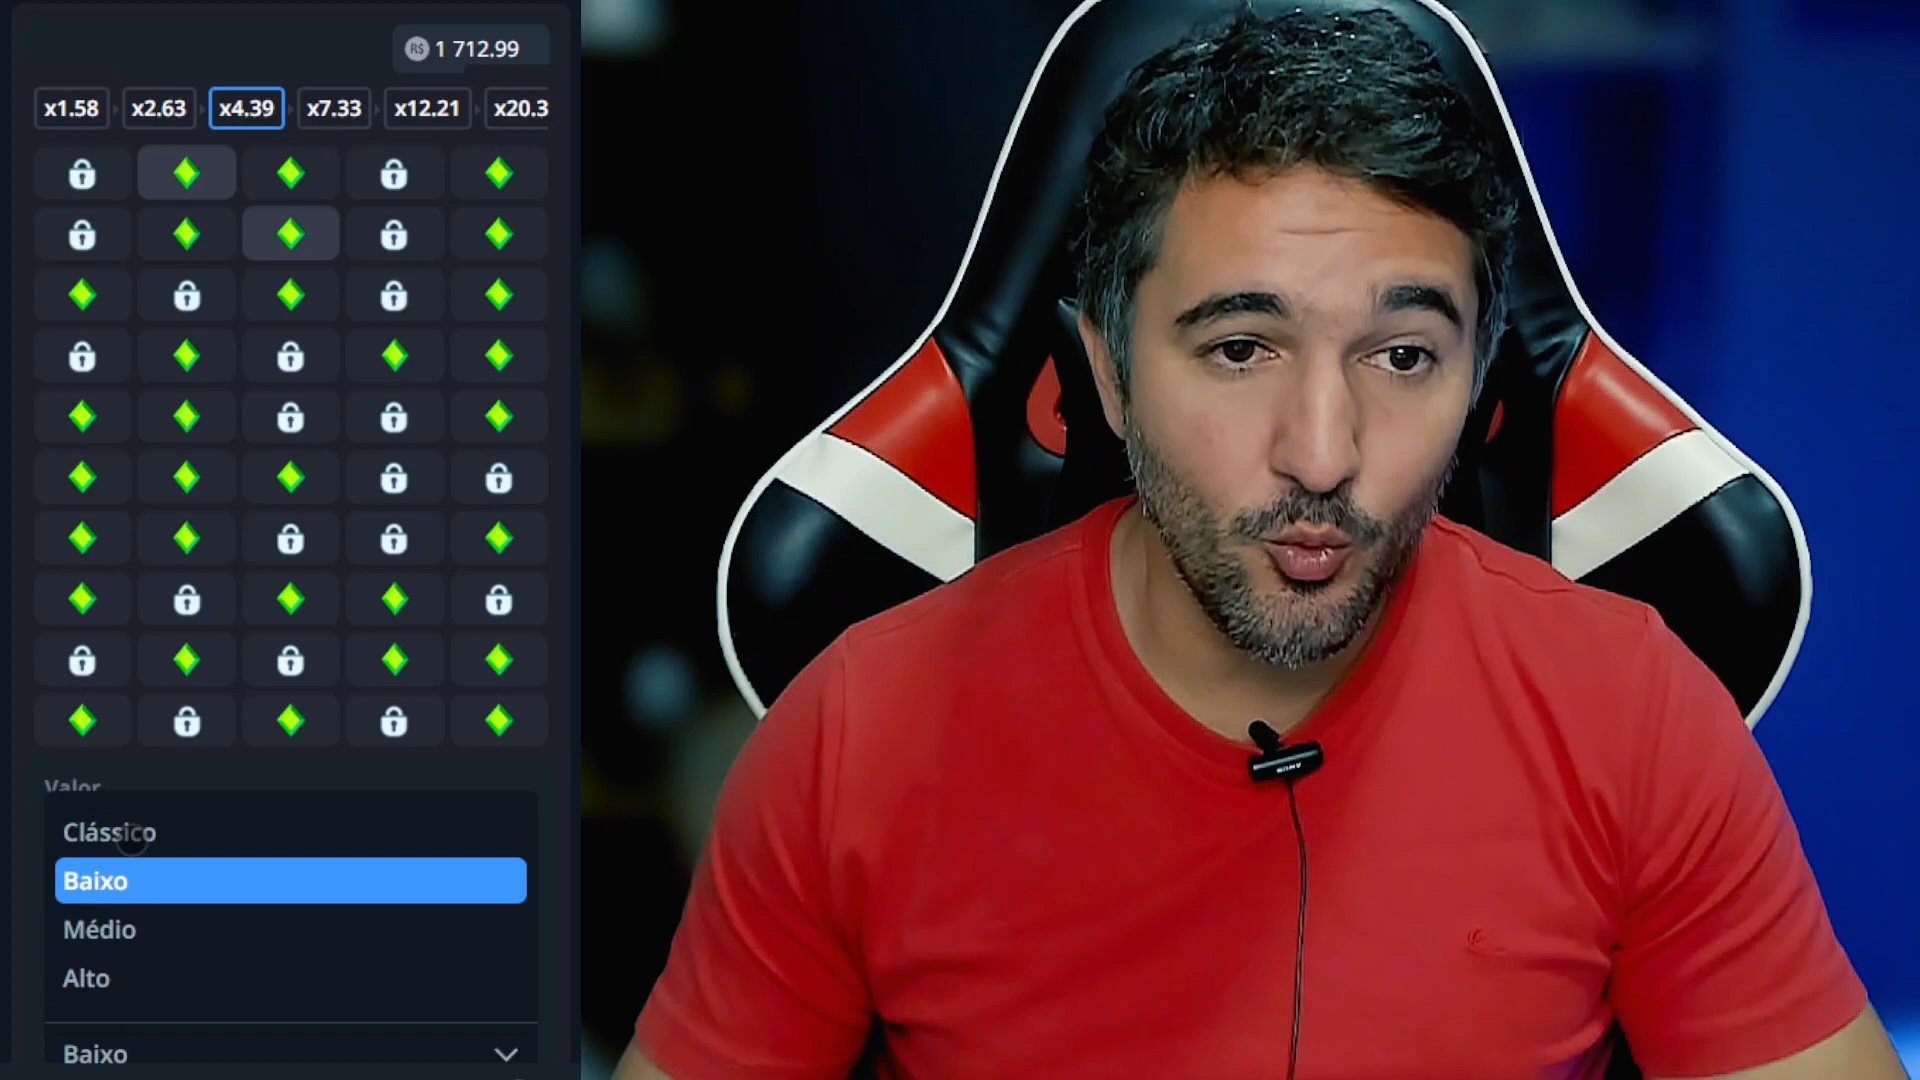 R$ 1 712.99
x1.58 x2.63 x4.39 x7.33 x12.21 x20.3
Valor
Clássico
Baixo
Médio
Alto
Baixo
SONY